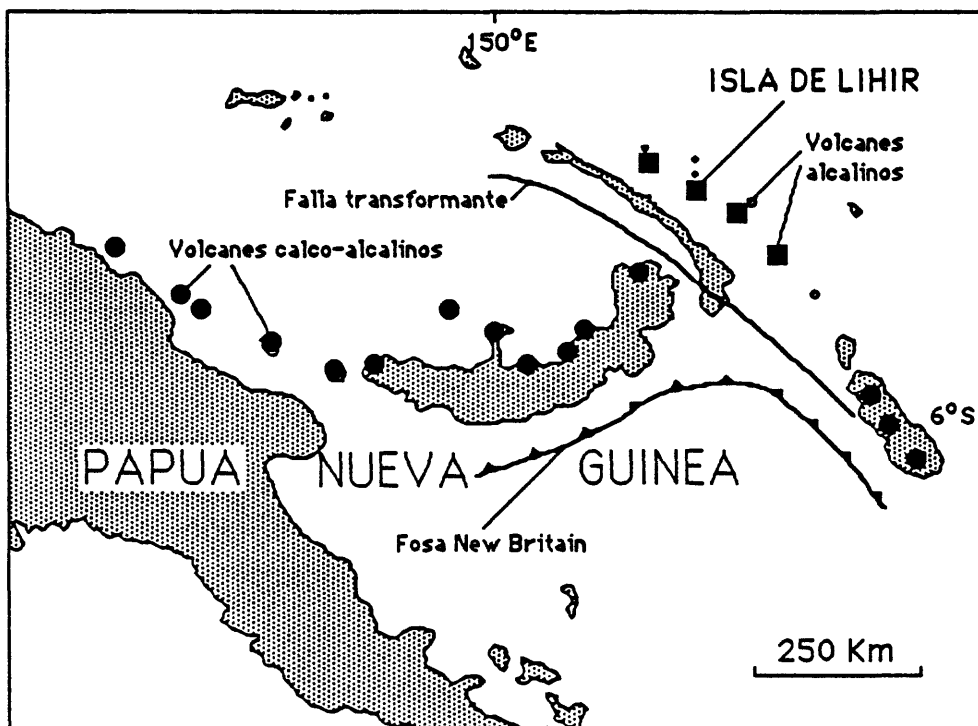 150°E
ISLA DE LIHIR
Volcanes
alcalinos
Falla transformante
Volcanes calco-alcalinos
6°S
PAPUA NUEVA GUINEA
Fosa New Britain
250 Km